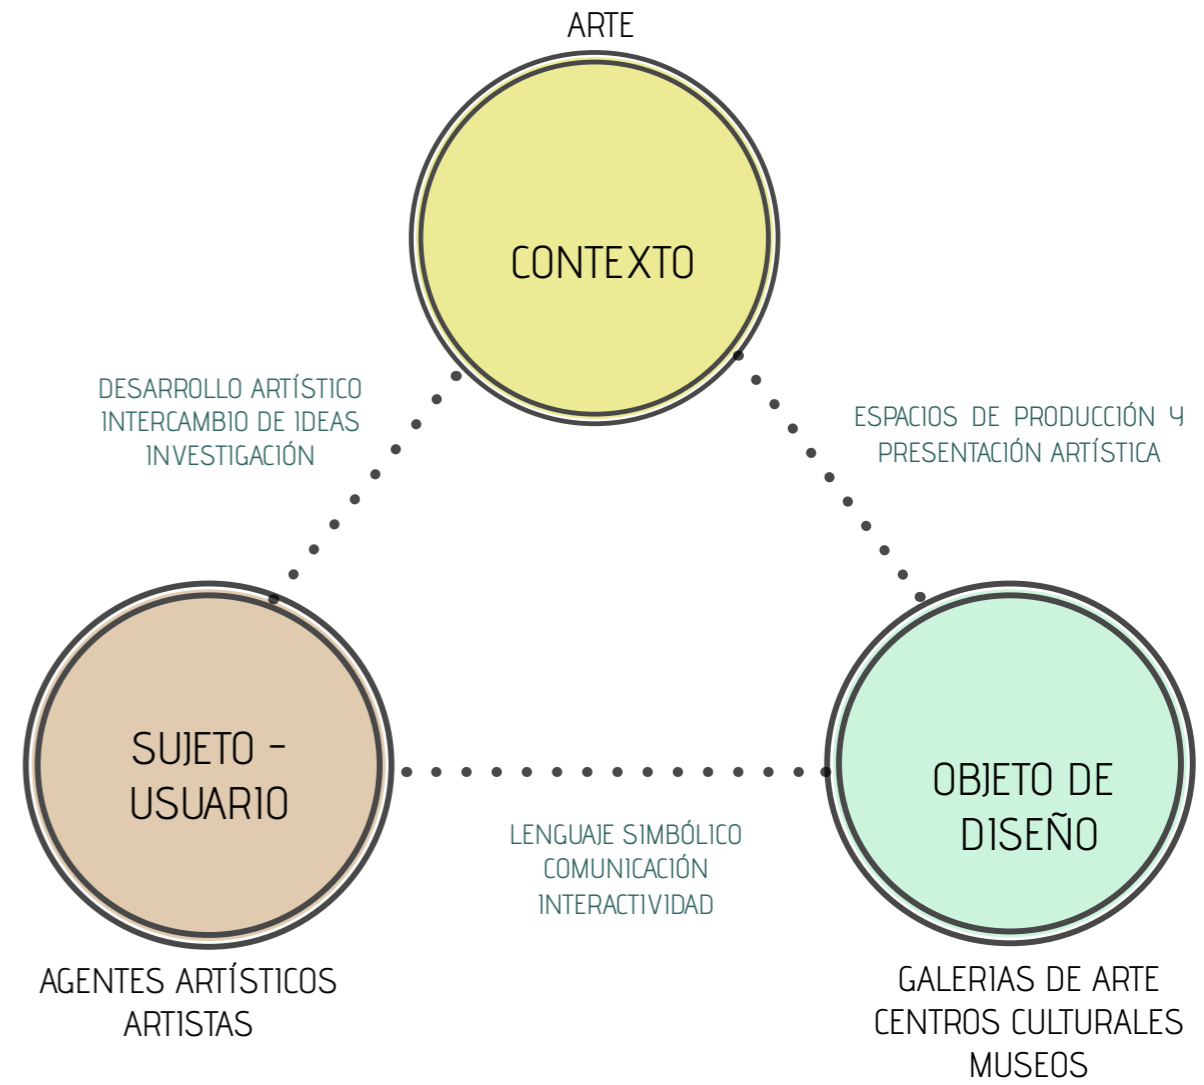 ARTE
CONTEXTO
DESARROLLO ARTÍSTICO
INTERCAMBIO DE IDEAS
INVESTIGACIÓN
ESPACIOS DE PRODUCCIÓN Y
PRESENTACIÓN ARTÍSTICA
SUJETO -
USUARIO
OBJETO DE
DISEÑO
LENGUAJE SIMBÓLICO
COMUNICACIÓN
INTERACTIVIDAD
AGENTES ARTÍSTICOS
ARTISTAS
GALERIAS DE ARTE
CENTROS CULTURALES
MUSEOS